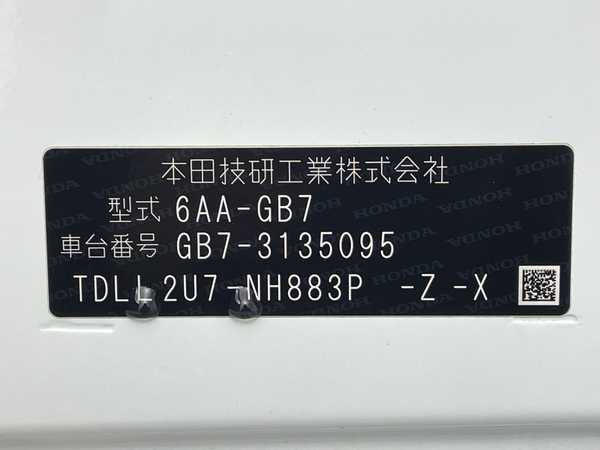 本田技研工業株式会社
型式 6AA-GB7
車台番号 GB7-3135095
TDLL2U7-NH883P -Z-X